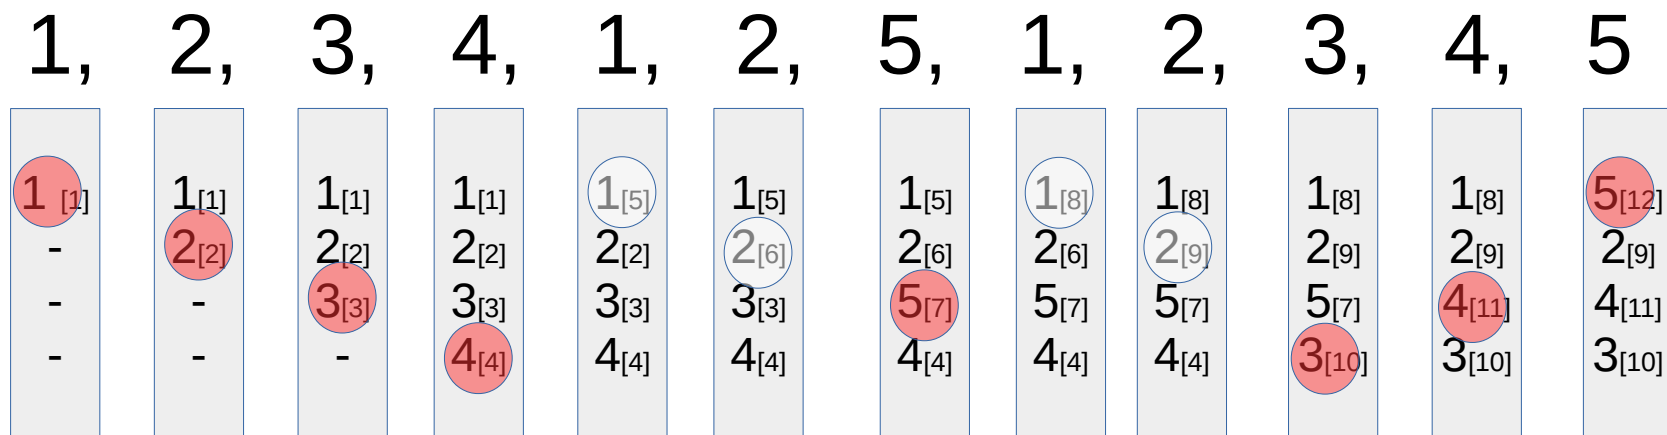 1, 2, 3, 4, 1, 2, 5, 1, 2, 3, 4, 5
1 [1] 1[1] 1[1] 1[1] 1[5] 1[5] 1[5] 1[8] 1[8] 1[8] 1[8] 5[12]
- 2[2] 2[2] 2[2] 2[2] 2[6] 2[6] 2[6] 2[9] 2[9] 2[9] 2[9]
- - 3[3] 3[3] 3[3] 3[3] 5[7] 5[7] 5[7] 5[7] 4[11] 4[11]
- - - 4[4] 4[4] 4[4] 4[4] 4[4] 4[4] 3[10] 3[10] 3[10]